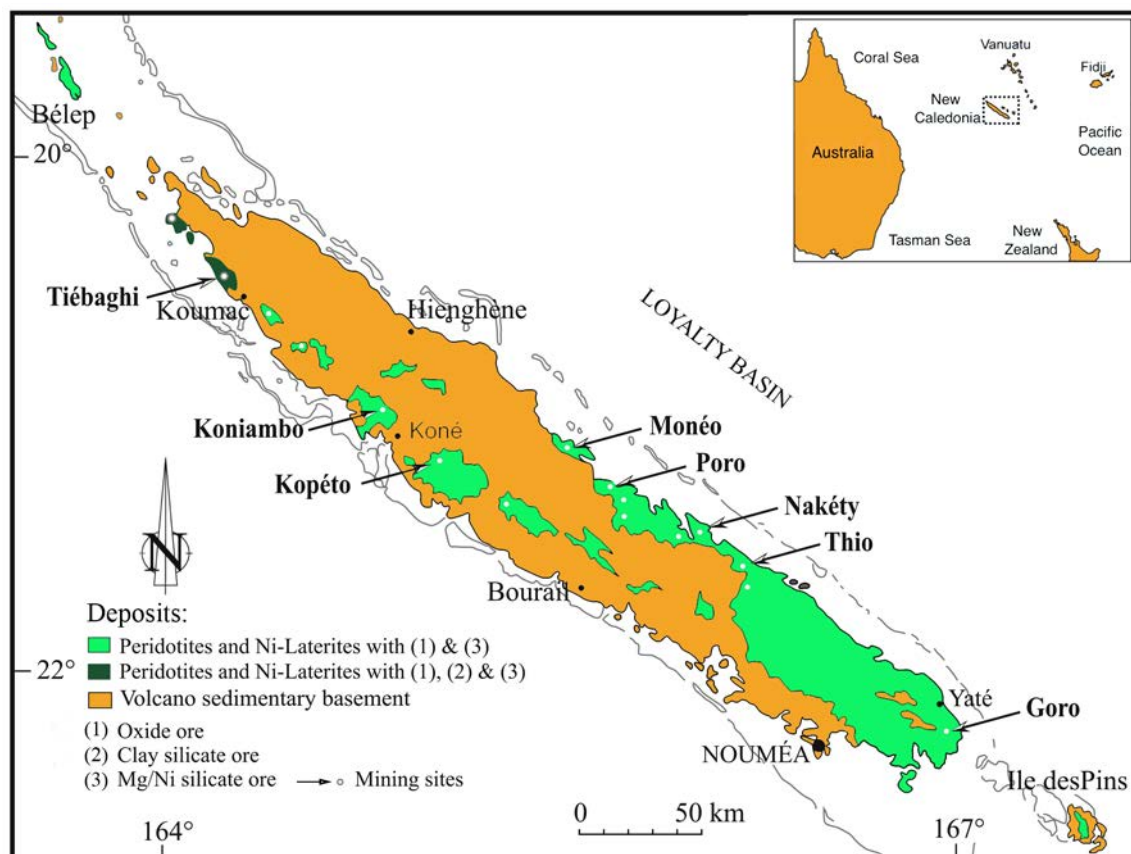 Bélep
20°
Tiébaghi
Koumac
Hienghène
LOYALTY BASIN
Koniambo
Koné
Kopéto
Monéo
Poro
Nakéty
Thio
N
Bourail
22°
Yaté
Goro
NOUMÉA
Ile desPins
Deposits:
Peridotites and Ni-Laterites with (1) & (3)
Peridotites and Ni-Laterites with (1), (2) & (3)
Volcano sedimentary basement
(1) Oxide ore
(2) Clay silicate ore
(3) Mg/Ni silicate ore
Mining sites
0 50 km
164°
167°
Coral Sea
Vanuatu
Fidji
New
Caledonia
Pacific
Ocean
Australia
Tasman Sea
New
Zealand